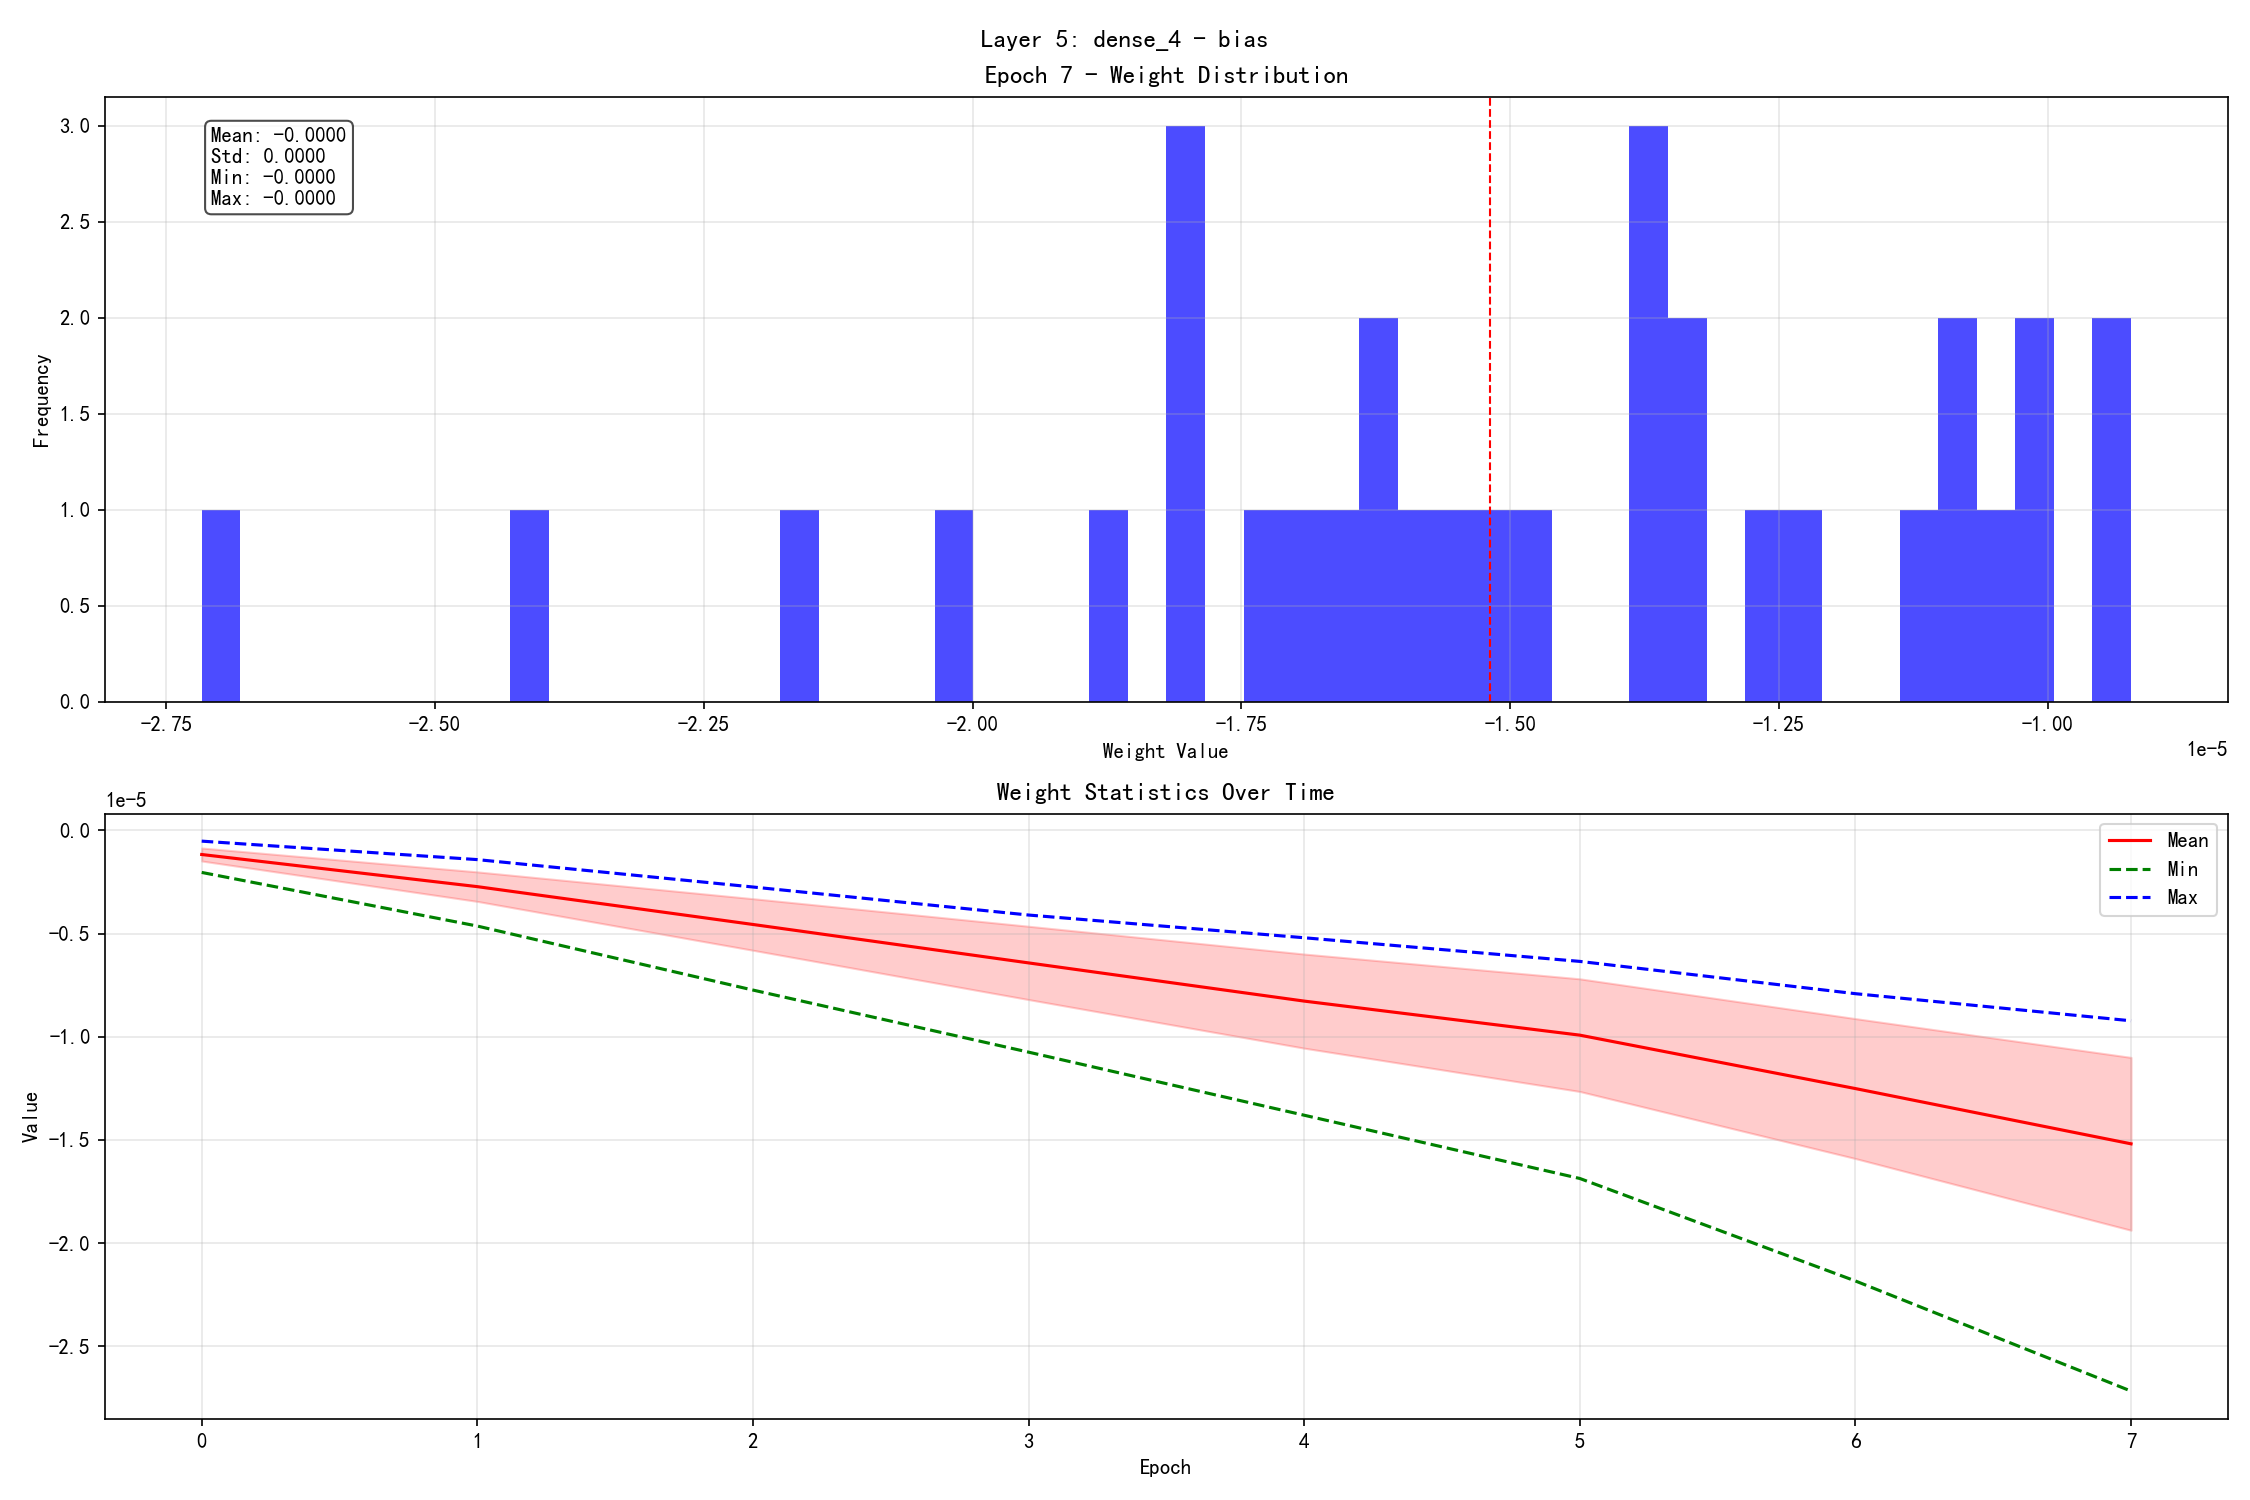 Layer 5: dense_4 - bias
Epoch 7 - Weight Distribution
Mean: -0.0000
Std: 0.0000
Min: -0.0000
Max: -0.0000
3.0
2.5
2.0
1.5
1.0
0.5
0.0
Frequency
-2.75 -2.50 -2.25 -2.00 -1.75 -1.50 -1.25 -1.00
1e-5
Weight Value
Weight Statistics Over Time
1e-5
Mean
Min
Max
0.0
-0.5
-1.0
-1.5
-2.0
-2.5
Value
0 1 2 3 4 5 6 7
Epoch